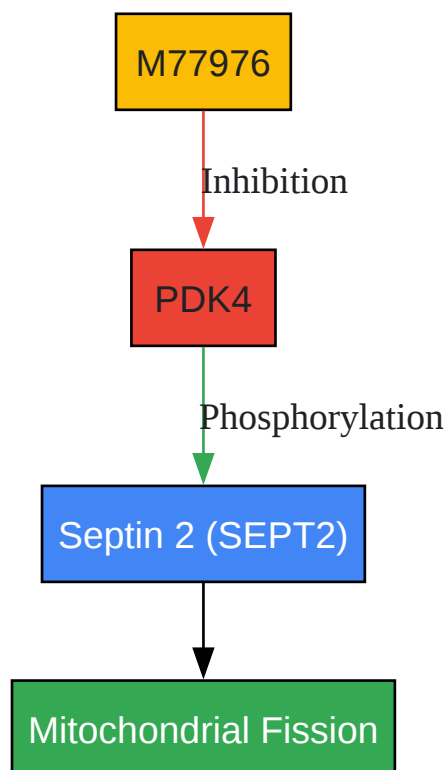 M77976
Inhibition
PDK4
Phosphorylation
Septin 2 (SEPT2)
Mitochondrial Fission